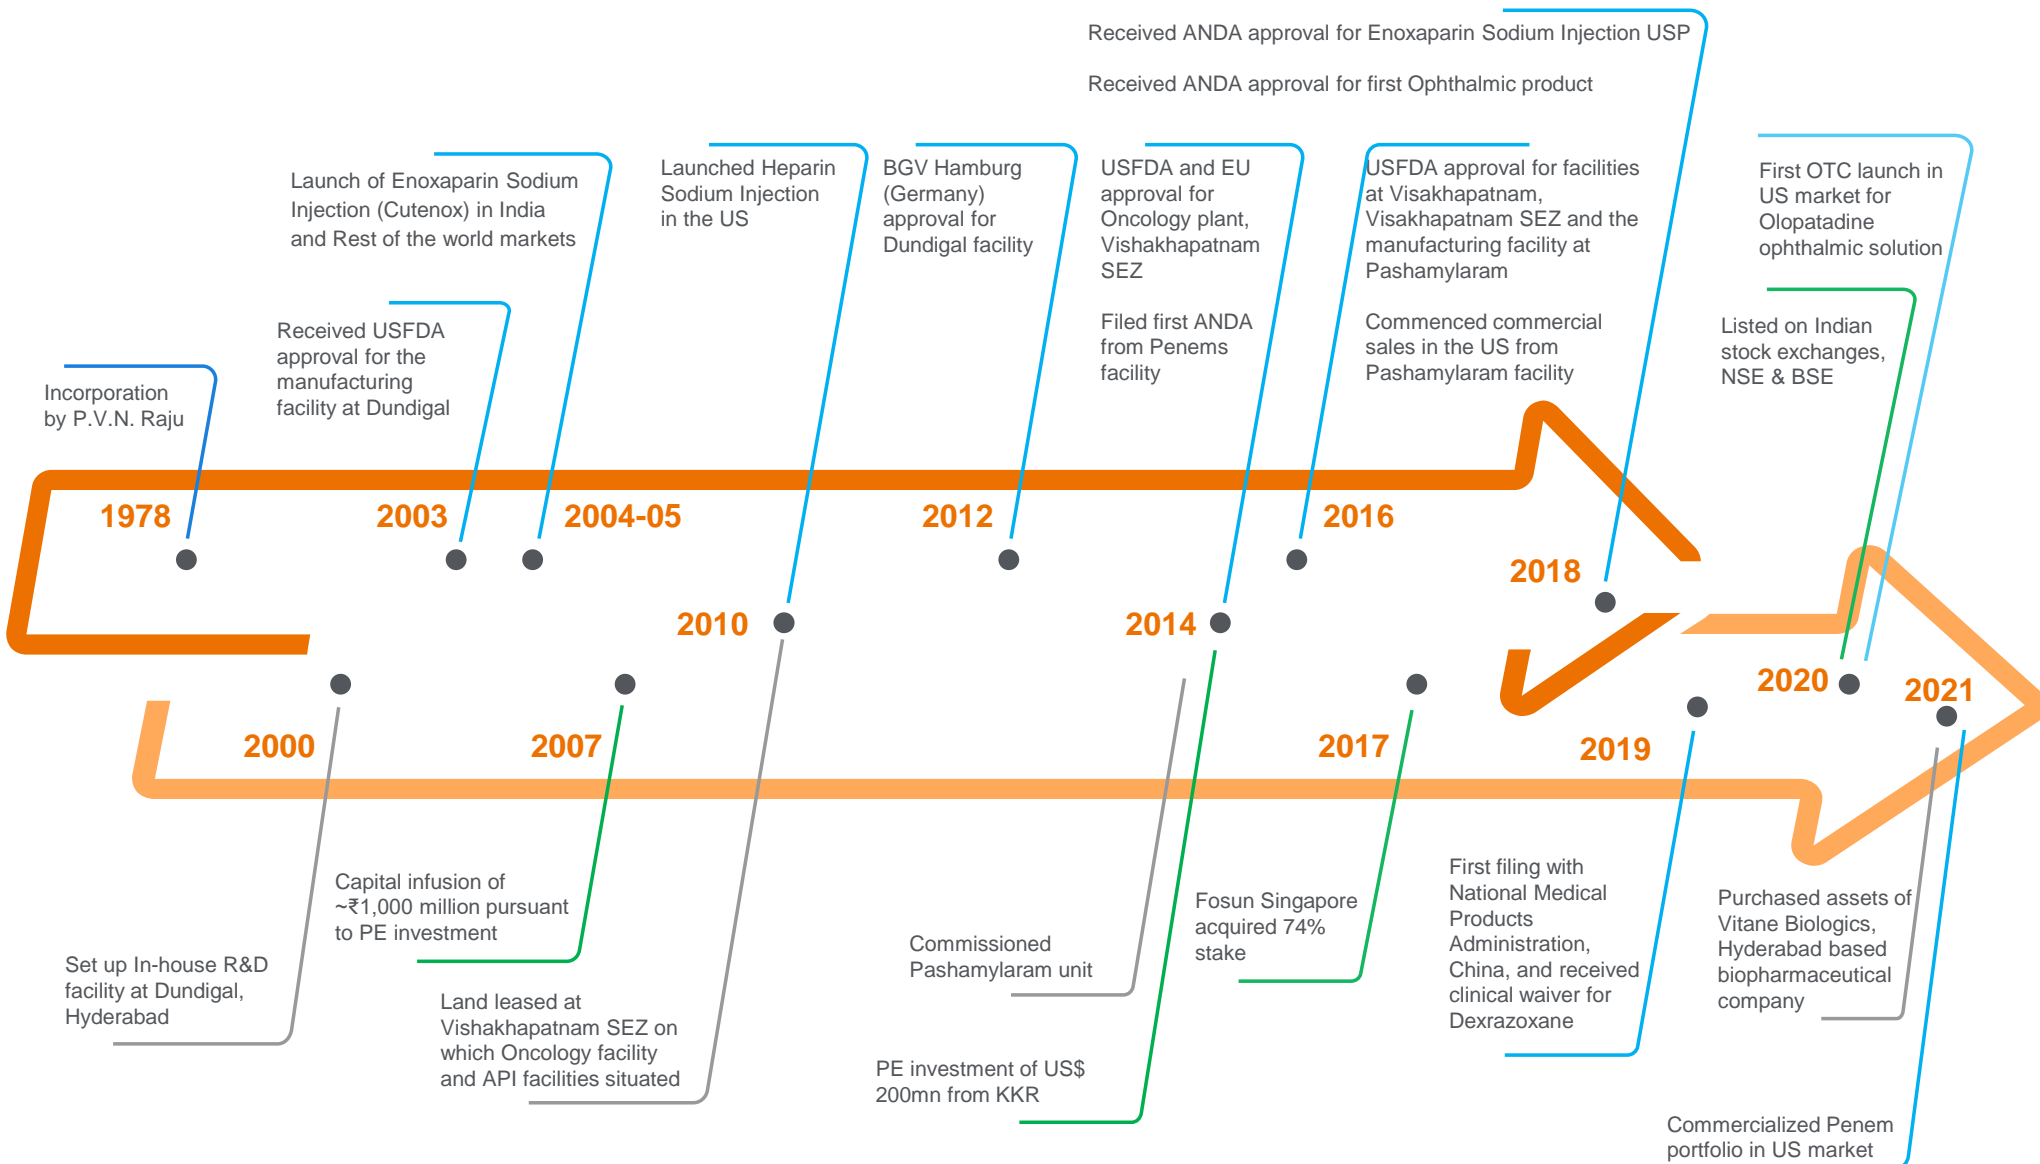 Received ANDA approval for Enoxaparin Sodium Injection USP
Received ANDA approval for first Ophthalmic product
Launch of Enoxaparin Sodium
Injection (Cutenox) in India
and Rest of the world markets
Launched Heparin
Sodium Injection
in the US
BGV Hamburg
(Germany)
approval for
Dundigal facility
USFDA and EU
approval for
Oncology plant,
Vishakhapatnam
SEZ
Filed first ANDA
from Penems
facility
USFDA approval for facilities
at Visakhapatnam,
Visakhapatnam SEZ and the
manufacturing facility at
Pashamylaram
Commenced commercial
sales in the US from
Pashamylaram facility
First OTC launch in
US market for
Olopatadine
ophthalmic solution
Listed on Indian
stock exchanges,
NSE & BSE
Received USFDA
approval for the
manufacturing
facility at Dundigal
Incorporation
by P.V.N. Raju
1978
2003
2004-05
2012
2016
2018
2010
2014
2020
2021
2000
2007
2017
2019
Set up In-house R&D
facility at Dundigal,
Hyderabad
Capital infusion of
~₹1,000 million pursuant
to PE investment
Land leased at
Vishakhapatnam SEZ on
which Oncology facility
and API facilities situated
Commissioned
Pashamylaram unit
PE investment of US$
200mn from KKR
Fosun Singapore
acquired 74%
stake
First filing with
National Medical
Products
Administration,
China, and received
clinical waiver for
Dexrazoxane
Purchased assets of
Vitane Biologics,
Hyderabad based
biopharmaceutical
company
Commercialized Penem
portfolio in US market